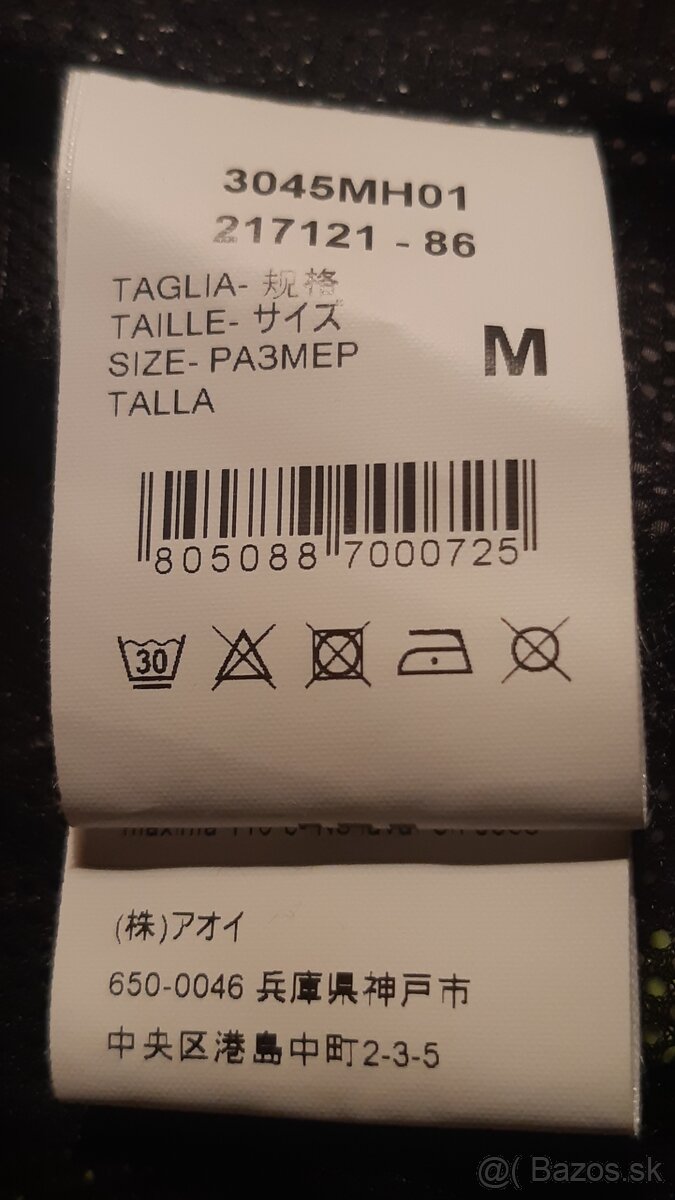 3045MH01
217121 - 86
TAGLIA- 规格
TAILLE- サイズ
SIZE- РАЗМЕР
TALLA
M
805088 7000725
30
(株)アオイ
650-0046 兵庫県神戸市
中央区港島中町2-3-5
@( Bazos.sk